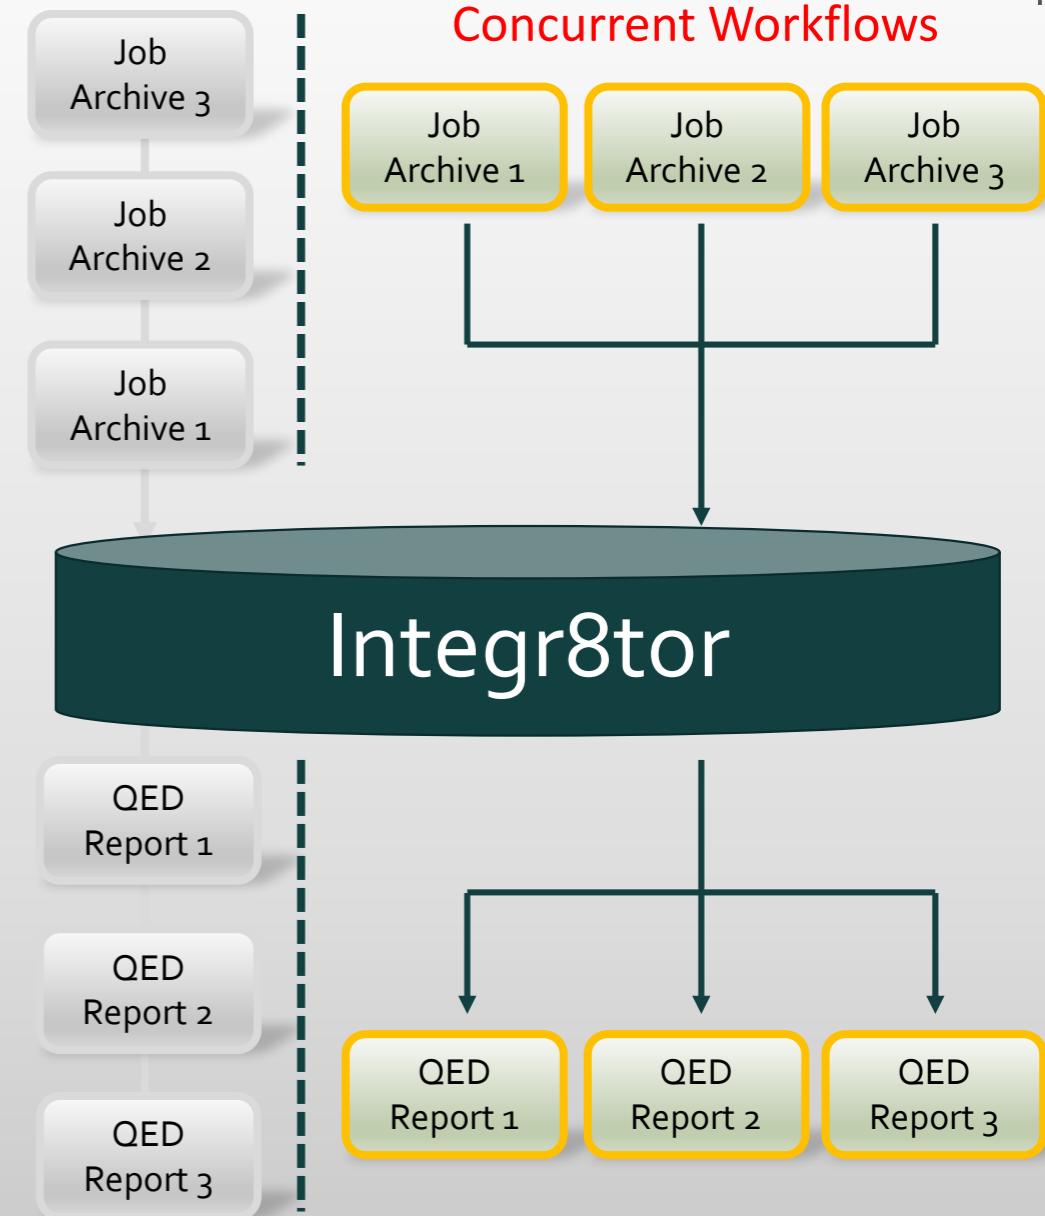 Concurrent Workflows
Job
Archive 3
Job
Archive 2
Job
Archive 1
Job
Archive 1
Job
Archive 2
Job
Archive 3
Integr8tor
QED
Report 1
QED
Report 2
QED
Report 3
QED
Report 1
QED
Report 2
QED
Report 3